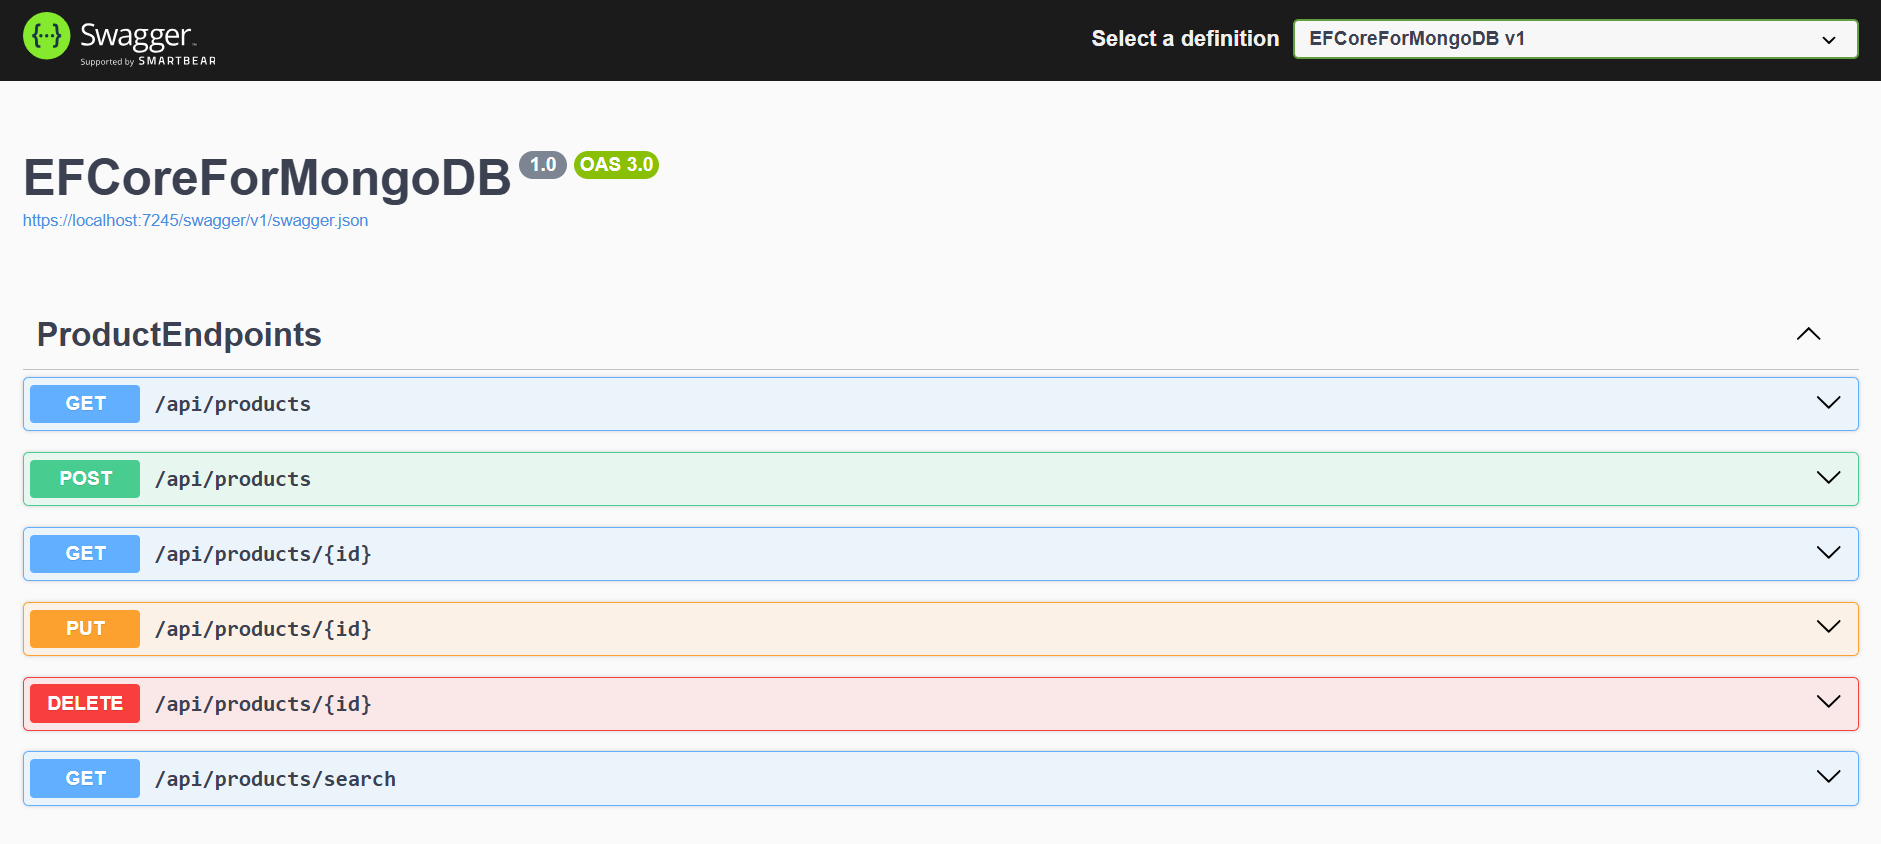 {···} Swagger™
Supported by SMARTBEAR
Select a definition
EFCoreForMongoDB v1
EFCoreForMongoDB 1.0 OAS 3.0
https://localhost:7245/swagger/v1/swagger.json
ProductEndpoints
GET /api/products
POST /api/products
GET /api/products/{id}
PUT /api/products/{id}
DELETE /api/products/{id}
GET /api/products/search